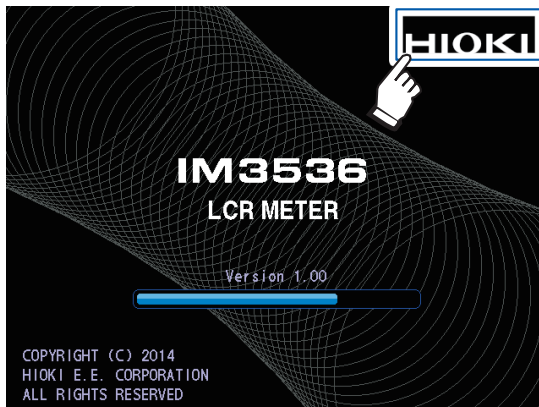 HIOKI
IM3536
LCR METER
Version 1.00
COPYRIGHT (C) 2014
HIOKI E.E. CORPORATION
ALL RIGHTS RESERVED